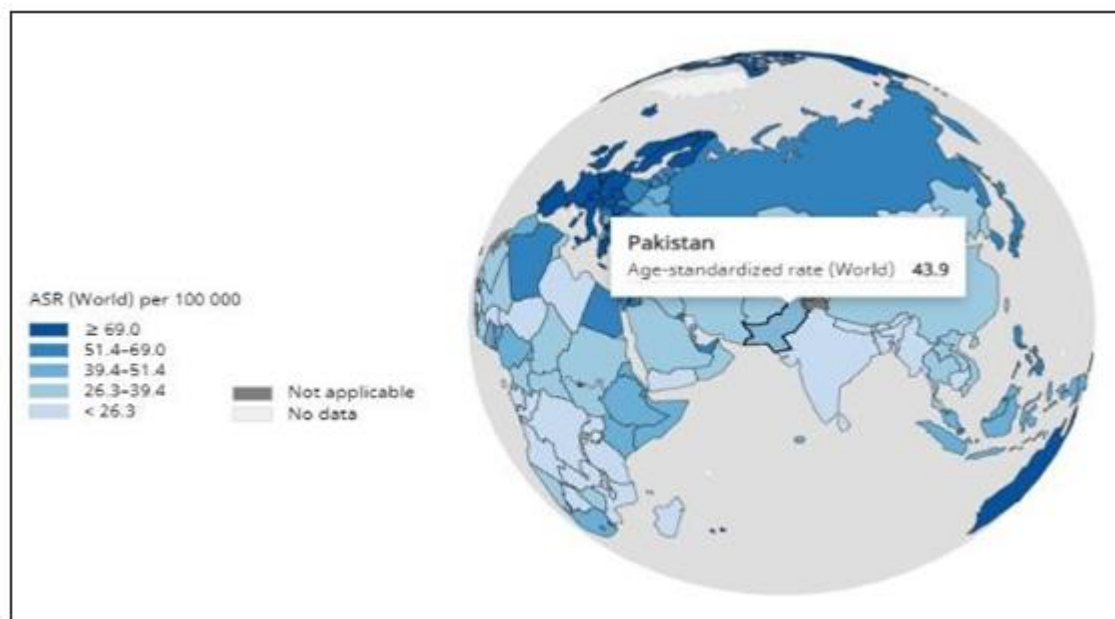 Pakistan
Age-standardized rate (World) 43.9
ASR (World) per 100 000
≥ 69.0
51.4–69.0
39.4–51.4
26.3–39.4
< 26.3
Not applicable
No data